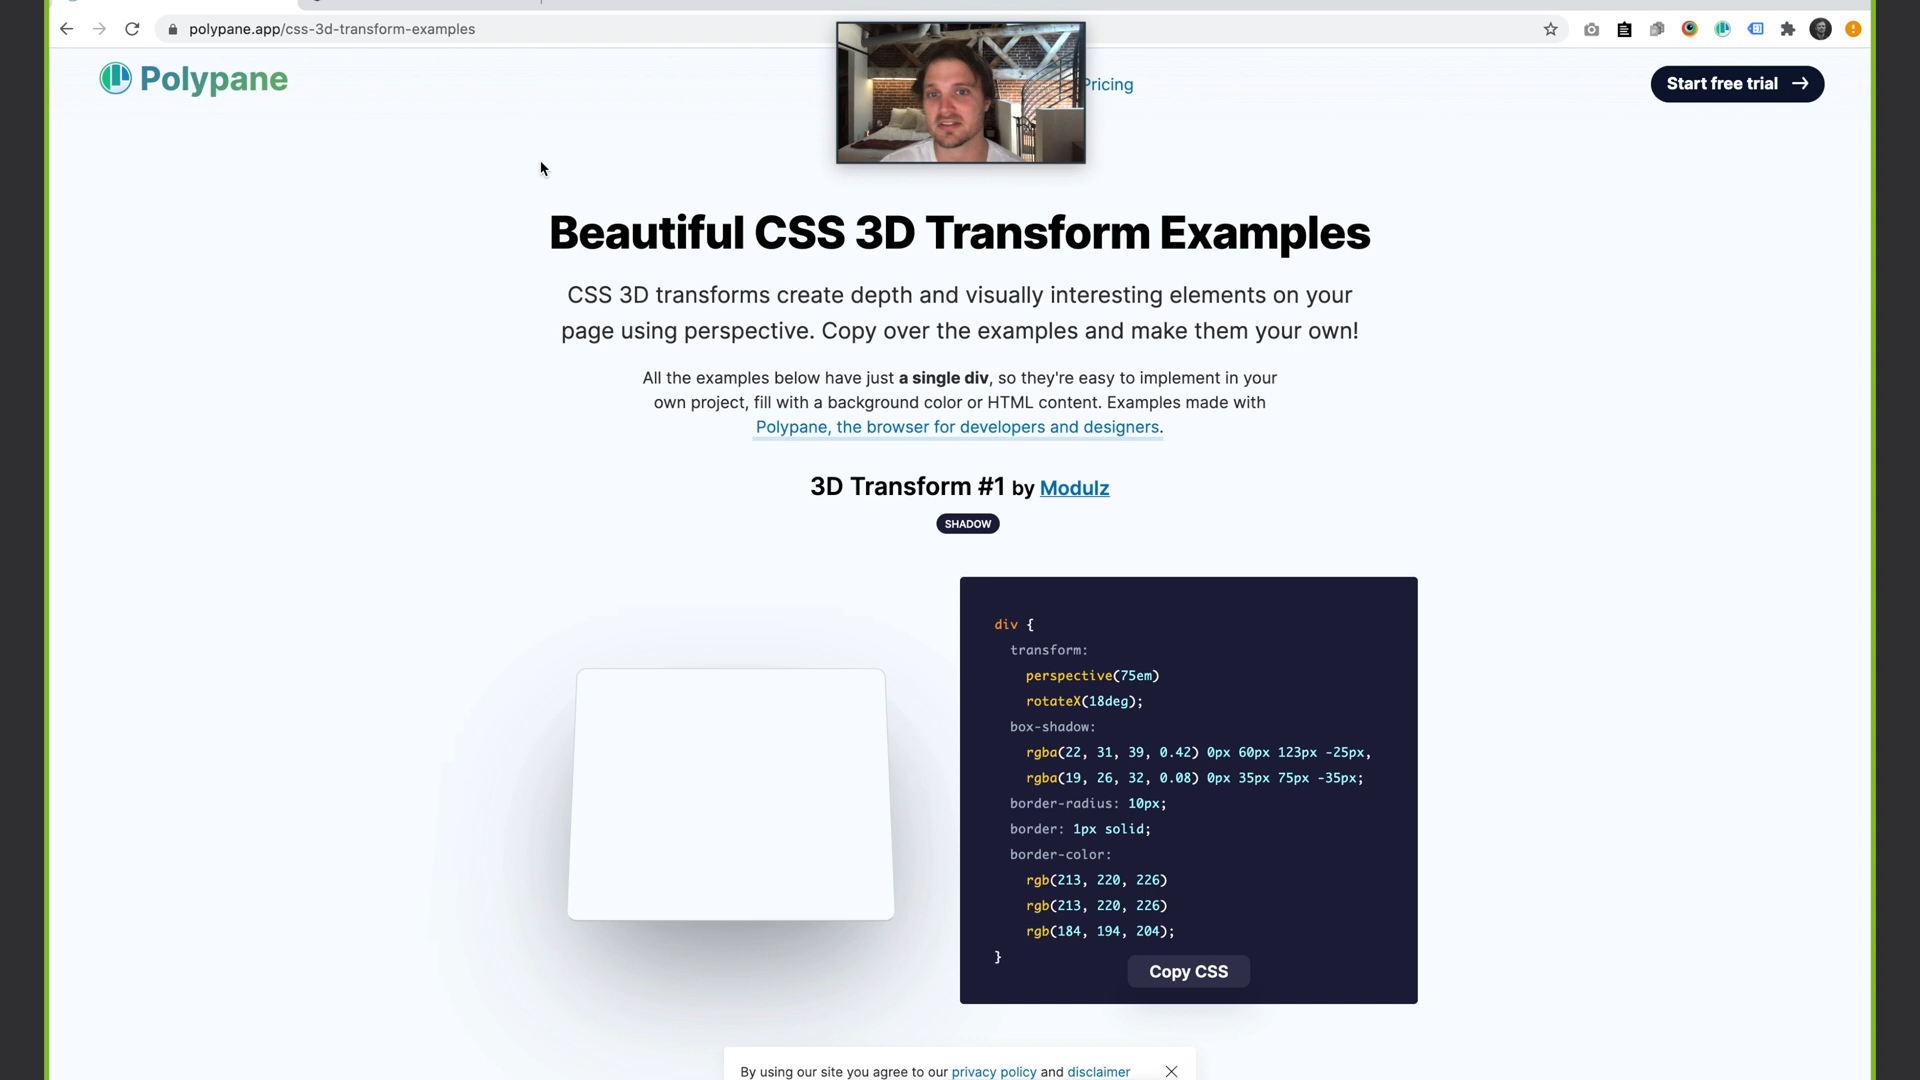 polypane.app/css-3d-transform-examples
Polypane
Pricing
Start free trial
Beautiful CSS 3D Transform Examples
CSS 3D transforms create depth and visually interesting elements on your
page using perspective. Copy over the examples and make them your own!
All the examples below have just a single div, so they're easy to implement in your
own project, fill with a background color or HTML content. Examples made with
Polypane, the browser for developers and designers.
3D Transform #1 by Modulz
SHADOW
div {
transform:
perspective(75em)
rotateX(18deg);
box-shadow:
rgba(22, 31, 39, 0.42) 0px 60px 123px -25px,
rgba(19, 26, 32, 0.08) 0px 35px 75px -35px;
border-radius: 10px;
border: 1px solid;
border-color:
rgb(213, 220, 226)
rgb(213, 220, 226)
rgb(184, 194, 204);
}
Copy CSS
By using our site you agree to our privacy policy and disclaimer